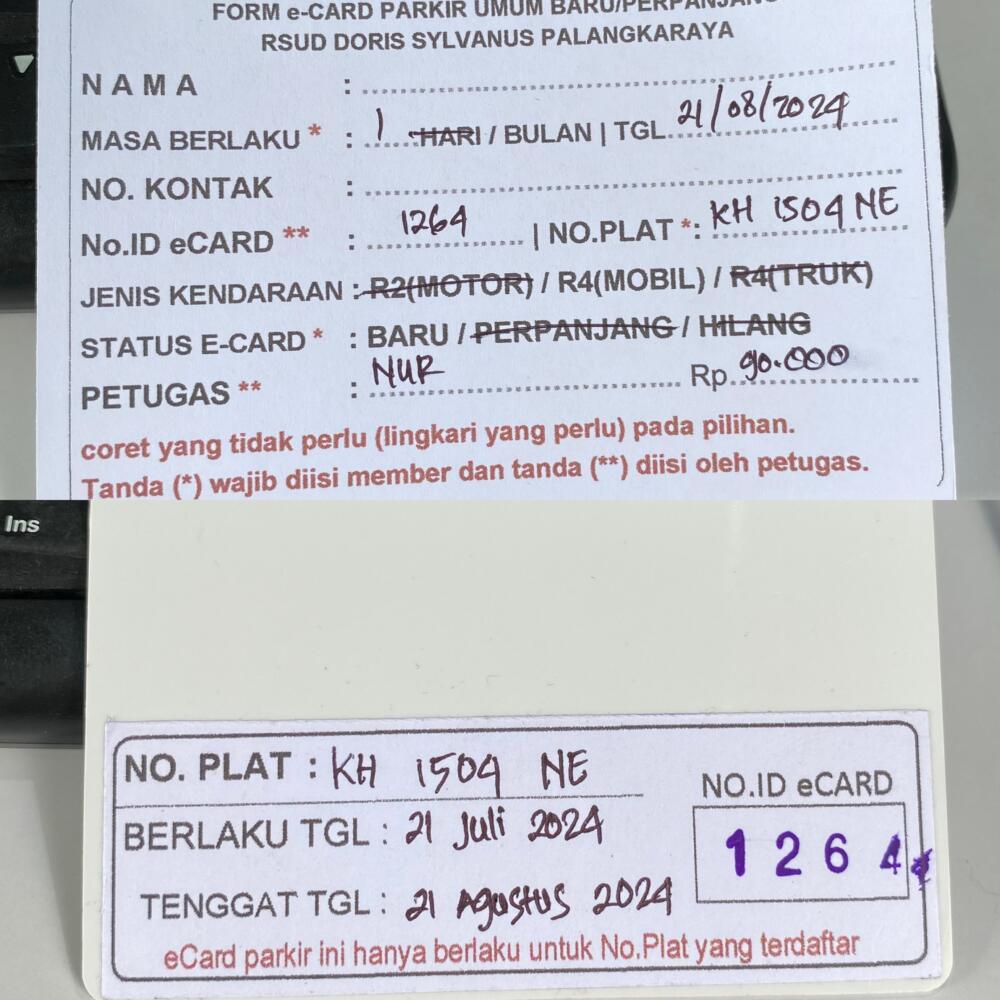 FORM e-CARD PARKIR UMUM BARU/PERPANJANG
RSUD DORIS SYLVANUS PALANGKARAYA
NAMA :
MASA BERLAKU * : 1 HARI / BULAN | TGL 21/08/2024
NO. KONTAK :
No.ID eCARD ** : 1264 | NO.PLAT *: KH 1504 NE
JENIS KENDARAAN : R2(MOTOR) / R4(MOBIL) / R4(TRUK)
STATUS E-CARD * : BARU / PERPANJANG / HILANG
PETUGAS ** : NUR Rp. 90.000
coret yang tidak perlu (lingkari yang perlu) pada pilihan.
Tanda (*) wajib diisi member dan tanda (**) diisi oleh petugas.
Ins
NO. PLAT : KH 1504 NE
BERLAKU TGL : 21 Juli 2024
TENGGAT TGL : 21 Agustus 2024
NO.ID eCARD
1264
eCard parkir ini hanya berlaku untuk No.Plat yang terdaftar